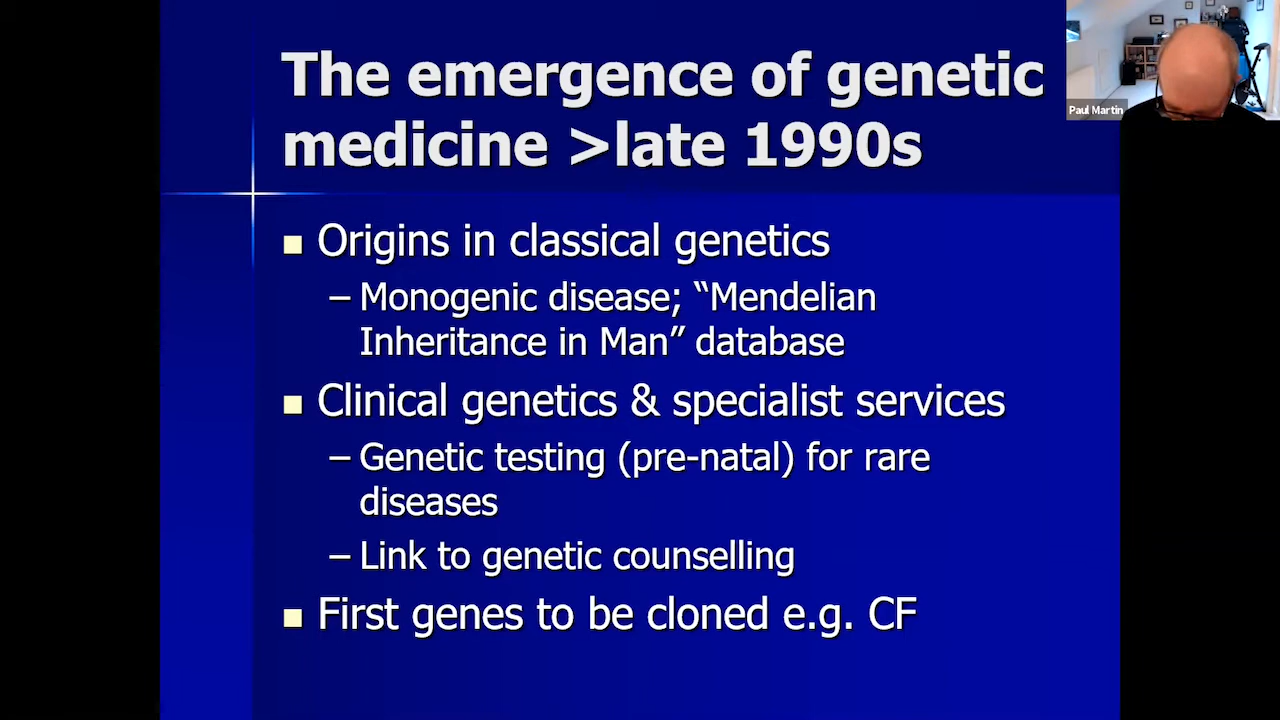 The emergence of genetic
medicine >late 1990s
Paul Martin
■ Origins in classical genetics
– Monogenic disease; “Mendelian
Inheritance in Man” database
■ Clinical genetics & specialist services
– Genetic testing (pre-natal) for rare
diseases
– Link to genetic counselling
■ First genes to be cloned e.g. CF